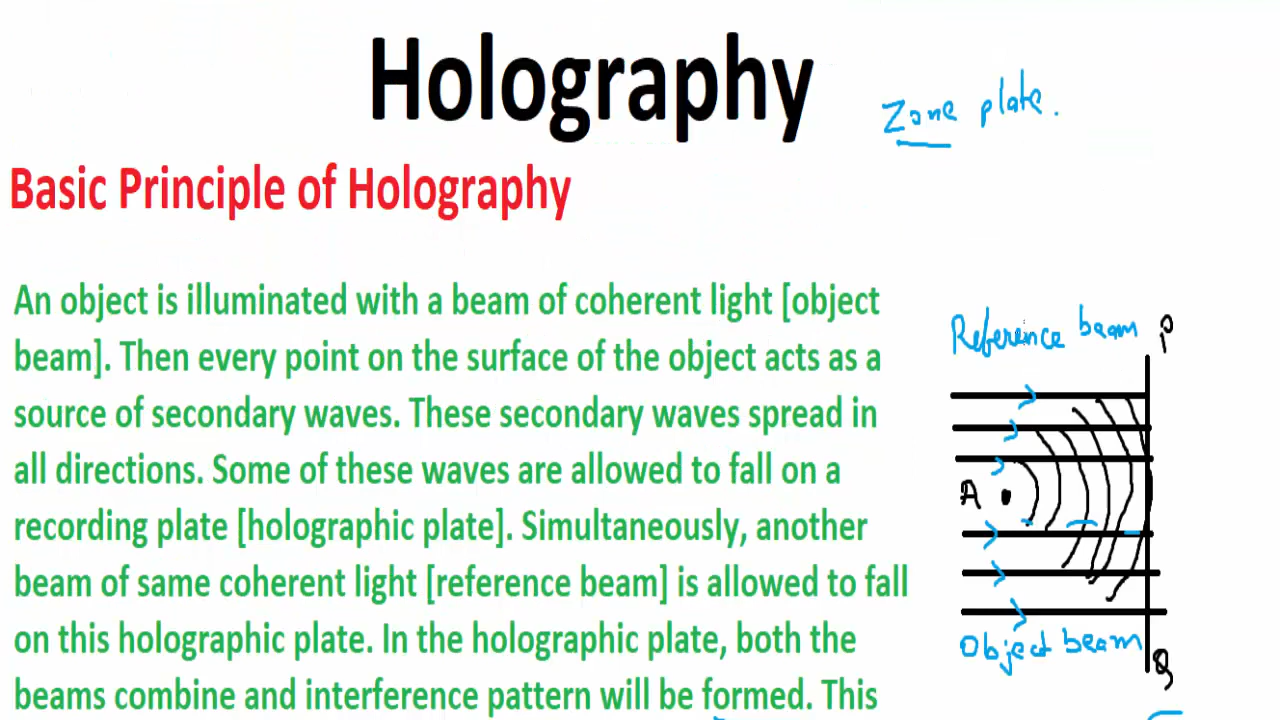 Holography
Zone plate.
Basic Principle of Holography
An object is illuminated with a beam of coherent light [object
beam]. Then every point on the surface of the object acts as a
source of secondary waves. These secondary waves spread in
all directions. Some of these waves are allowed to fall on a
recording plate [holographic plate]. Simultaneously, another
beam of same coherent light [reference beam] is allowed to fall
on this holographic plate. In the holographic plate, both the
beams combine and interference pattern will be formed. This
Reference beam
P
A
Object beam
Q